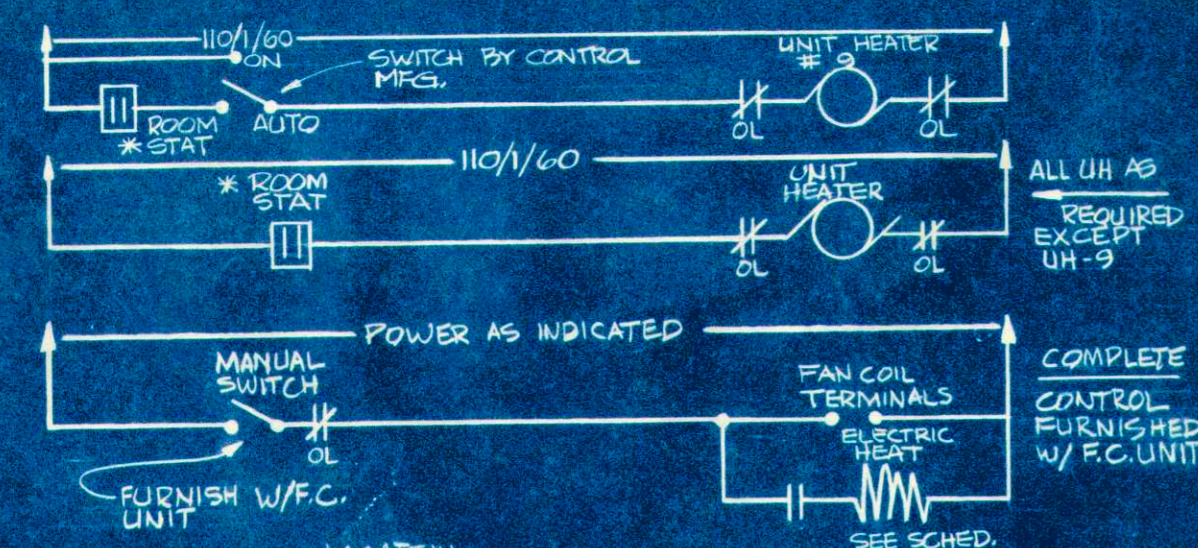 110/1/60
ON
SWITCH BY CONTROL
MFG.
UNIT HEATER
# 9
ROOM
* STAT
AUTO
OL
OL
110/1/60
* ROOM
STAT
UNIT
HEATER
OL
OL
ALL UH AS
REQUIRED
EXCEPT
UH-9
POWER AS INDICATED
MANUAL
SWITCH
OL
FURNISH W/F.C.
UNIT
FAN COIL
TERMINALS
ELECTRIC
HEAT
SEE SCHED.
COMPLETE
CONTROL
FURNISHED
W/ F.C. UNIT